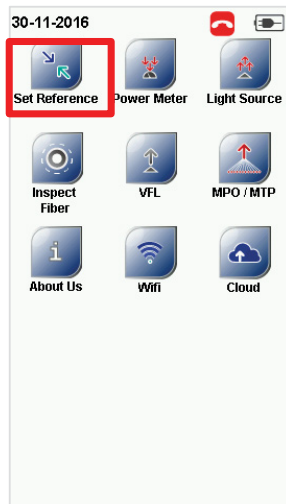 30-11-2016
Set Reference Power Meter Light Source
Inspect Fiber VFL MPO / MTP
i
About Us Wifi Cloud